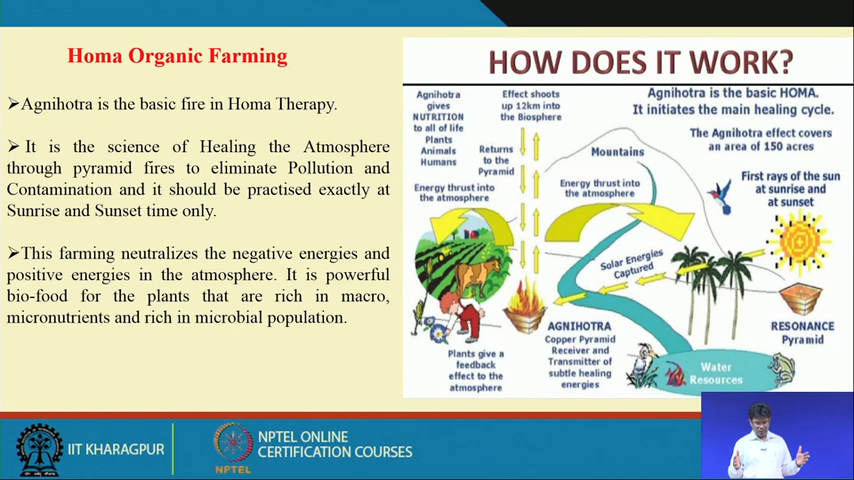 Homa Organic Farming
➢Agnihotra is the basic fire in Homa Therapy.
➢ It is the science of Healing the Atmosphere
through pyramid fires to eliminate Pollution and
Contamination and it should be practised exactly at
Sunrise and Sunset time only.
➢This farming neutralizes the negative energies and
positive energies in the atmosphere. It is powerful
bio-food for the plants that are rich in macro,
micronutrients and rich in microbial population.
HOW DOES IT WORK?
Agnihotra
gives
NUTRITION
to all of life
Plants
Animals
Humans
Effect shoots
up 12km into
the Biosphere
Agnihotra is the basic HOMA.
It initiates the main healing cycle.
The Agnihotra effect covers
an area of 150 acres
Returns
to the
Pyramid
Mountains
Energy thrust into
the atmosphere
Energy thrust into
the atmosphere
First rays of the sun
at sunrise and
at sunset
Solar Energies
Captured
AGNIHOTRA
Copper Pyramid
Receiver and
Transmitter of
subtle healing
energies
RESONANCE
Pyramid
Plants give a
feedback
effect to the
atmosphere
Water
Resources
IIT KHARAGPUR
NPTEL
NPTEL ONLINE
CERTIFICATION COURSES